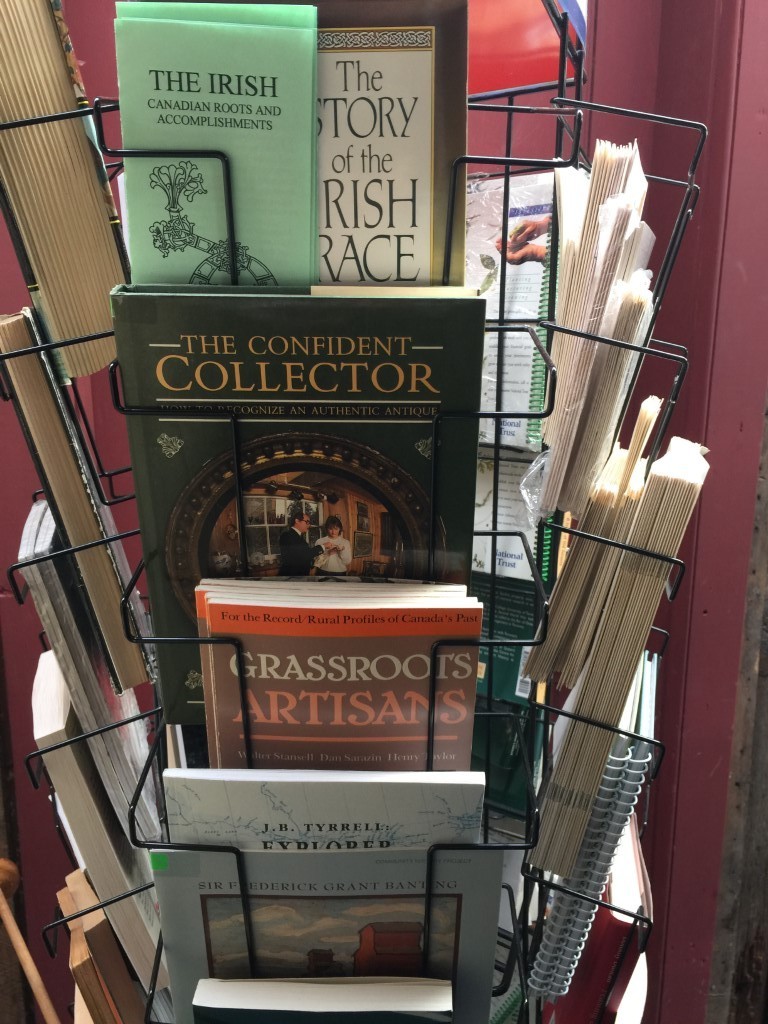 THE IRISH
CANADIAN ROOTS AND
ACCOMPLISHMENTS
The
STORY
of the
IRISH
RACE
THE CONFIDENT
COLLECTOR
HOW TO RECOGNIZE AN AUTHENTIC ANTIQUE
National
Trust
National
Trust
For the Record/Rural Profiles of Canada's Past
GRASSROOTS
ARTISANS
Walter Stansell Dan Sarazin Henry Taylor
J.B. TYRRELL:
EXPLORER
SIR FREDERICK GRANT BANTING